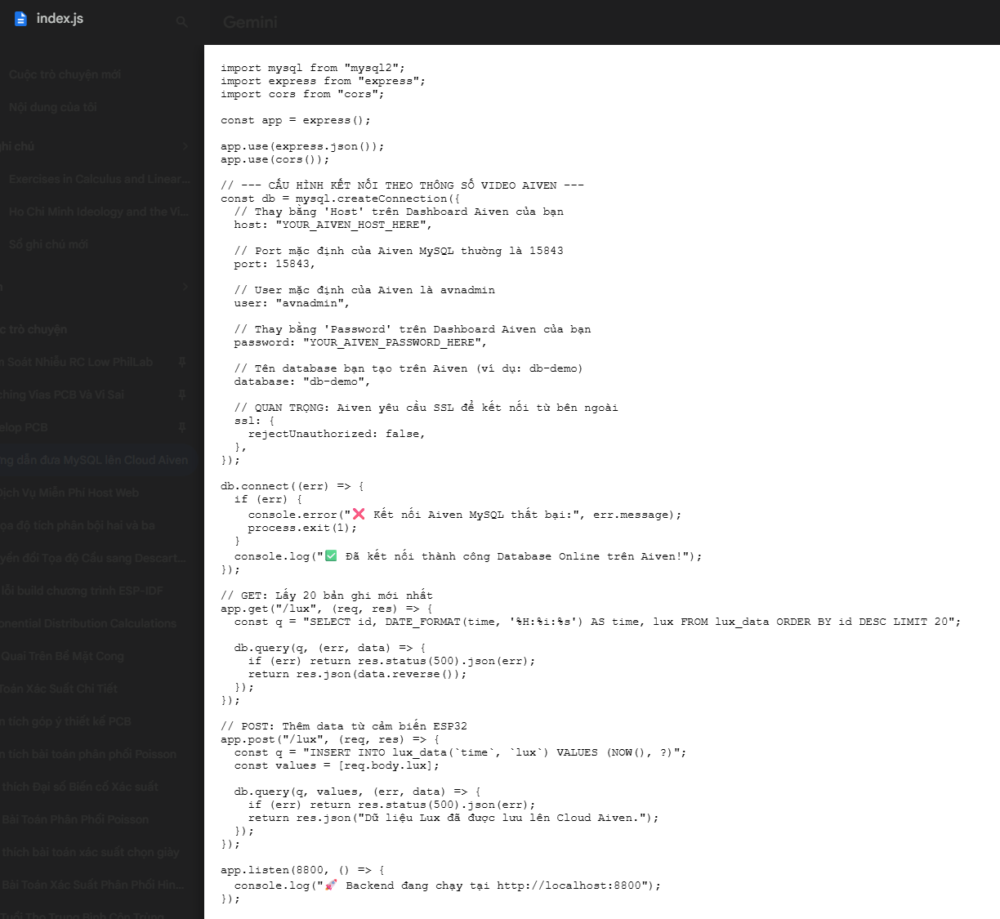 index.js
Gemini
Cuộc trò chuyện mới
Nội dung của tôi
ghi chú
Exercises in Calculus and Linear...
Ho Chi Minh Ideology and the Vi...
Sổ ghi chú mới
trò chuyện
Soát Nhiễu RC Low PhilLab
Vias PCB Và Vi Sai
PCB
dẫn đưa MySQL lên Cloud Aiven
Dịch Vụ Miễn Phí Host Web
độ tích phân bội hai và ba
đổi Tọa độ Cầu sang Descart...
lỗi build chương trình ESP-IDF
Distribution Calculations
Quai Trên Bề Mặt Cong
Toán Xác Suất Chi Tiết
tích góp ý thiết kế PCB
tích bài toán phân phối Poisson
thích Đại số Biến cố Xác suất
Bài Toán Phân Phối Poisson
thích bài toán xác suất chọn giày
Bài Toán Xác Suất Phân Phối Hìn...
Tuổi Thọ Trung Bình
import mysql from "mysql2";
import express from "express";
import cors from "cors";
const app = express();
app.use(express.json());
app.use(cors());
// --- CẤU HÌNH KẾT NỐI THEO THÔNG SỐ VIDEO AIVEN ---
const db = mysql.createConnection({
// Thay bằng 'Host' trên Dashboard Aiven của bạn
host: "YOUR_AIVEN_HOST_HERE",
// Port mặc định của Aiven MySQL thường là 15843
port: 15843,
// User mặc định của Aiven là avnadmin
user: "avnadmin",
// Thay bằng 'Password' trên Dashboard Aiven của bạn
password: "YOUR_AIVEN_PASSWORD_HERE",
// Tên database bạn tạo trên Aiven (ví dụ: db-demo)
database: "db-demo",
// QUAN TRỌNG: Aiven yêu cầu SSL để kết nối từ bên ngoài
ssl: {
rejectUnauthorized: false,
},
});
db.connect((err) => {
if (err) {
console.error("❌ Kết nối Aiven MySQL thất bại:", err.message);
process.exit(1);
}
console.log("✅ Đã kết nối thành công Database Online trên Aiven!");
});
// GET: Lấy 20 bản ghi mới nhất
app.get("/lux", (req, res) => {
const q = "SELECT id, DATE_FORMAT(time, '%H:%i:%s') AS time, lux FROM lux_data ORDER BY id DESC LIMIT 20";
db.query(q, (err, data) => {
if (err) return res.status(500).json(err);
return res.json(data.reverse());
});
});
// POST: Thêm data từ cảm biến ESP32
app.post("/lux", (req, res) => {
const q = "INSERT INTO lux_data(`time`, `lux`) VALUES (NOW(), ?)";
const values = [req.body.lux];
db.query(q, values, (err, data) => {
if (err) return res.status(500).json(err);
return res.json("Dữ liệu Lux đã được lưu lên Cloud Aiven.");
});
});
app.listen(8800, () => {
console.log("🚀 Backend đang chạy tại http://localhost:8800");
});